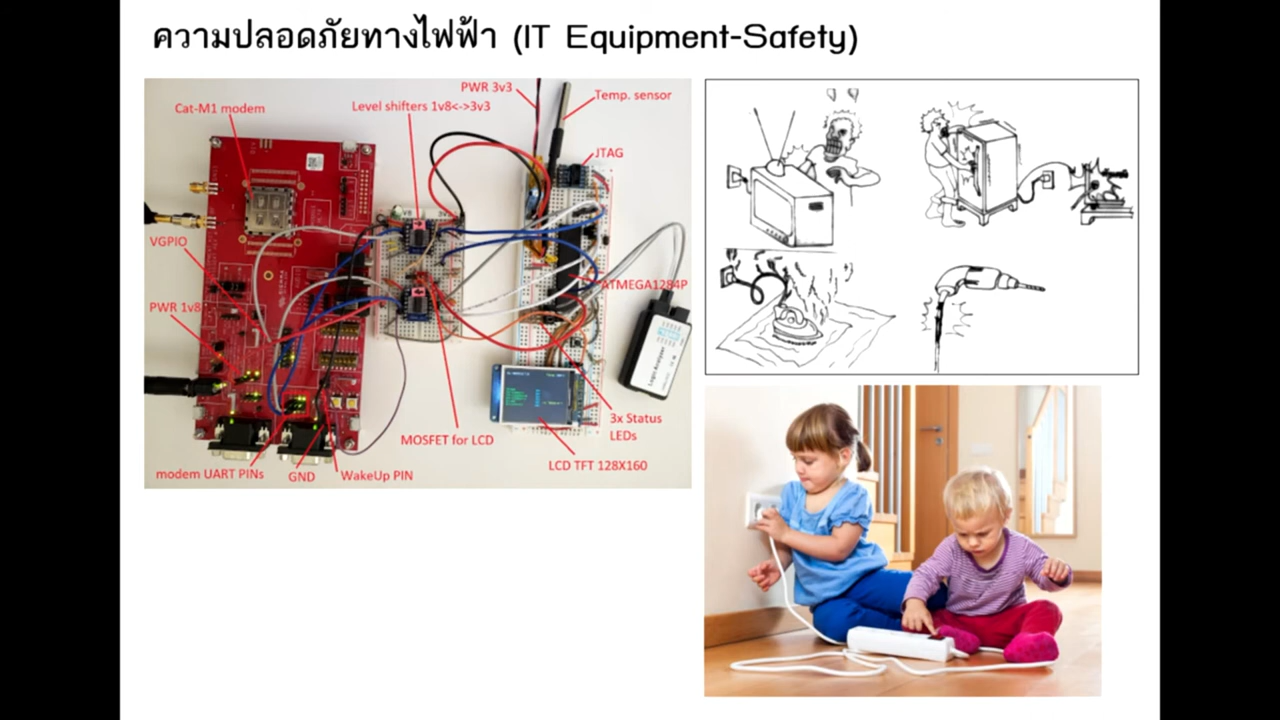 ความปลอดภัยทางไฟฟ้า (IT Equipment-Safety)
PWR 3v3
Temp. sensor
Cat-M1 modem
Level shifters 1v8<->3v3
JTAG
VGPIO
ATMEGA1284P
PWR 1v8
3x Status
LEDs
MOSFET for LCD
LCD TFT 128X160
modem UART PINs
GND
WakeUp PIN
Logic Analyser